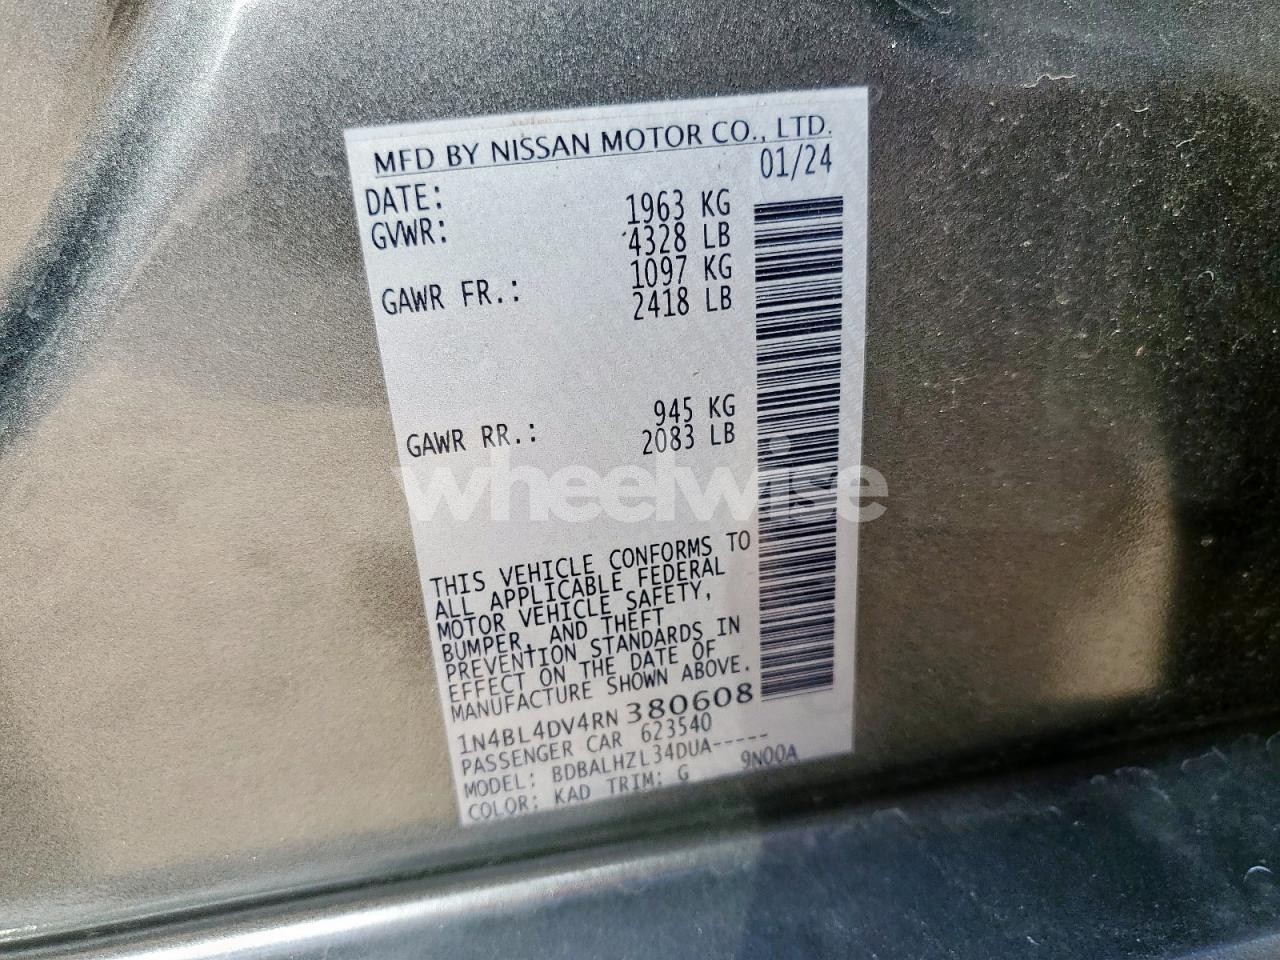 MFD BY NISSAN MOTOR CO., LTD.
DATE: 01/24
GVWR: 1963 KG
4328 LB
GAWR FR.: 1097 KG
2418 LB
GAWR RR.: 945 KG
2083 LB
wheelwise
THIS VEHICLE CONFORMS TO
ALL APPLICABLE FEDERAL
MOTOR VEHICLE SAFETY,
BUMPER, AND THEFT
PREVENTION STANDARDS IN
EFFECT ON THE DATE OF
MANUFACTURE SHOWN ABOVE.
1N4BL4DV4RN380608
PASSENGER CAR 623540
MODEL: BDBALHZL34DUA-----
COLOR: KAD TRIM: G 9N00A